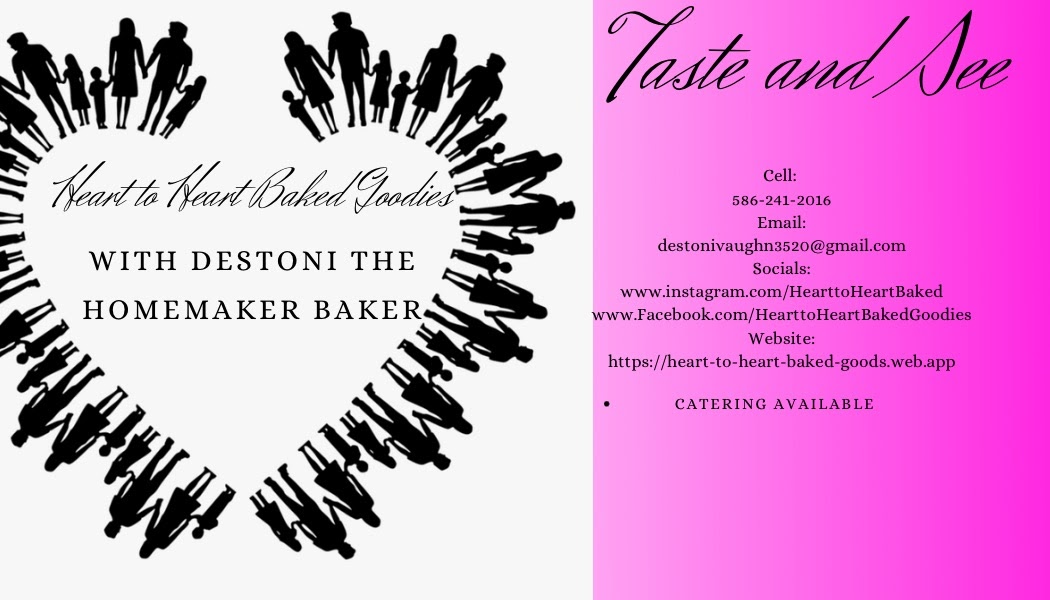 Heart to Heart Baked Goodies
WITH DESTONI THE
HOMEMAKER BAKER
Taste and See
Cell:
586-241-2016
Email:
destonivaughn3520@gmail.com
Socials:
www.instagram.com/HearttoHeartBaked
www.Facebook.com/HearttoHeartBakedGoodies
Website:
https://heart-to-heart-baked-goods.web.app
• CATERING AVAILABLE